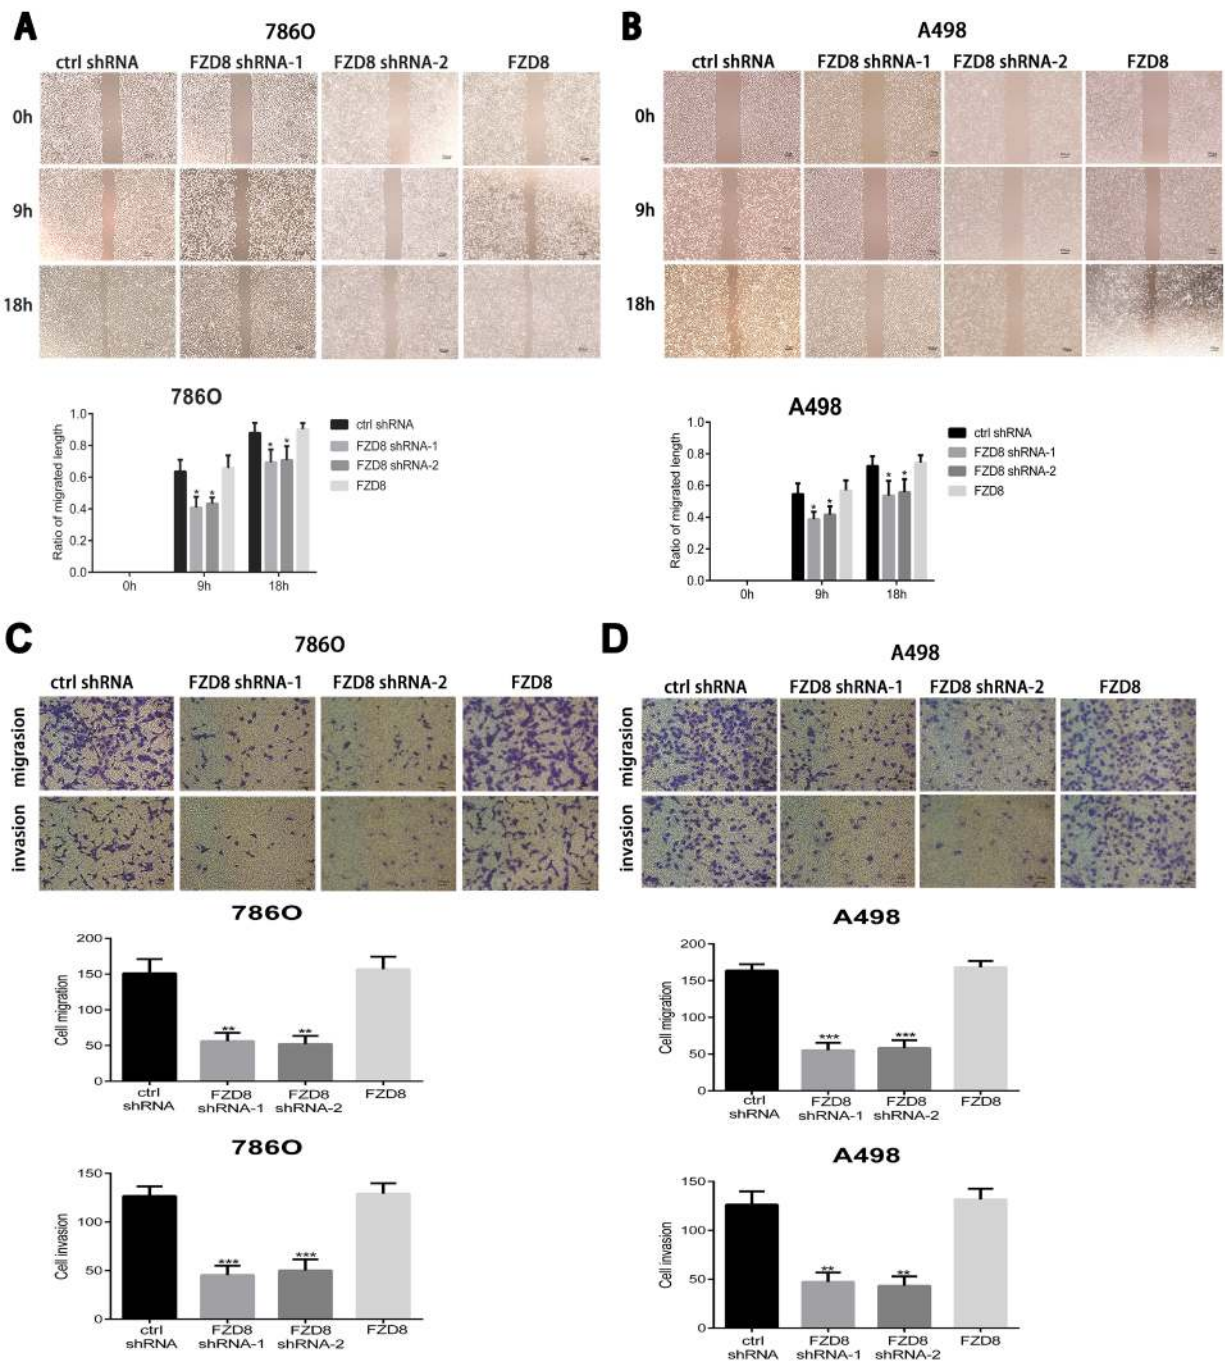 A
786O
ctrl shRNA FZD8 shRNA-1 FZD8 shRNA-2 FZD8
0h
9h
18h
786O
Ratio of migrated length
1.0
0.8
0.6
0.4
0.2
0.0
* * * *
0h 9h 18h
ctrl shRNA
FZD8 shRNA-1
FZD8 shRNA-2
FZD8
B
A498
ctrl shRNA FZD8 shRNA-1 FZD8 shRNA-2 FZD8
0h
9h
18h
A498
Ratio of migrated length
1.0
0.8
0.6
0.4
0.2
0.0
* * * *
0h 9h 18h
ctrl shRNA
FZD8 shRNA-1
FZD8 shRNA-2
FZD8
C
786O
ctrl shRNA FZD8 shRNA-1 FZD8 shRNA-2 FZD8
migrasion
invasion
786O
Cell migration
200
150
100
50
0
** **
ctrl shRNA FZD8 shRNA-1 FZD8 shRNA-2 FZD8
786O
Cell invasion
150
100
50
0
*** ***
ctrl shRNA FZD8 shRNA-1 FZD8 shRNA-2 FZD8
D
A498
ctrl shRNA FZD8 shRNA-1 FZD8 shRNA-2 FZD8
migrasion
invasion
A498
Cell migration
200
150
100
50
0
*** ***
ctrl shRNA FZD8 shRNA-1 FZD8 shRNA-2 FZD8
A498
Cell invasion
150
100
50
0
** **
ctrl shRNA FZD8 shRNA-1 FZD8 shRNA-2 FZD8